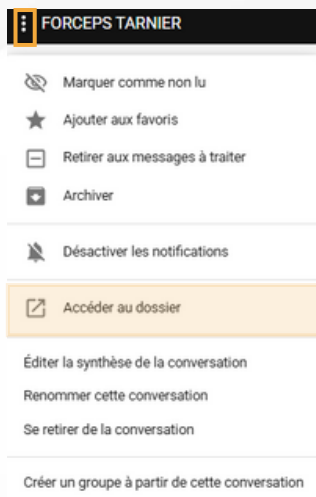 FORCEPS TARNIER
Marquer comme non lu
Ajouter aux favoris
Retirer aux messages à traiter
Archiver
Désactiver les notifications
Accéder au dossier
Éditer la synthèse de la conversation
Renommer cette conversation
Se retirer de la conversation
Créer un groupe à partir de cette conversation